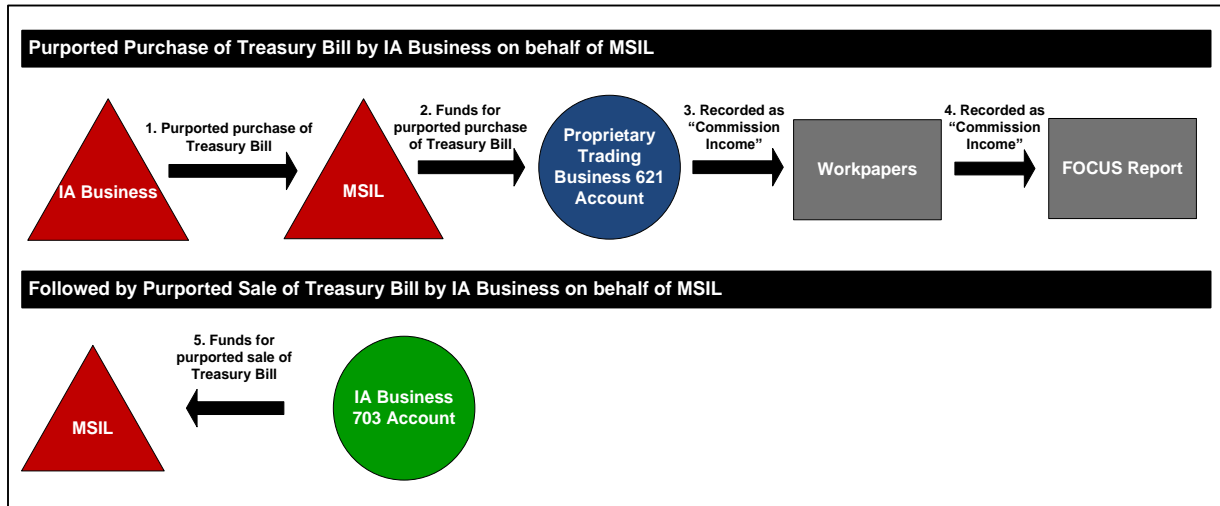 Purported Purchase of Treasury Bill by IA Business on behalf of MSIL
IA Business
1. Purported purchase of
Treasury Bill
MSIL
2. Funds for
purported purchase
of Treasury Bill
Proprietary
Trading
Business 621
Account
3. Recorded as
“Commission
Income”
Workpapers
4. Recorded as
“Commission
Income”
FOCUS Report
Followed by Purported Sale of Treasury Bill by IA Business on behalf of MSIL
MSIL
5. Funds for
purported sale of
Treasury Bill
IA Business
703 Account